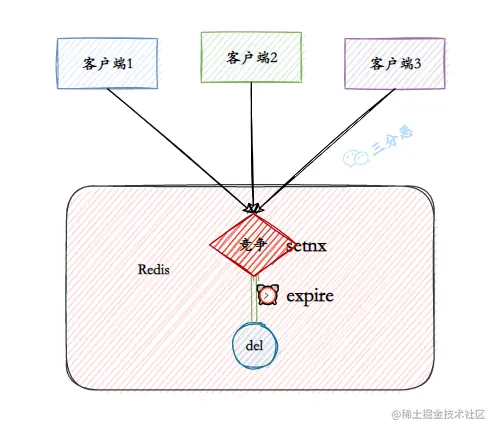 客户端1
客户端2
客户端3
三分恶
竞争
setnx
Redis
expire
del
@稀土掘金技术社区